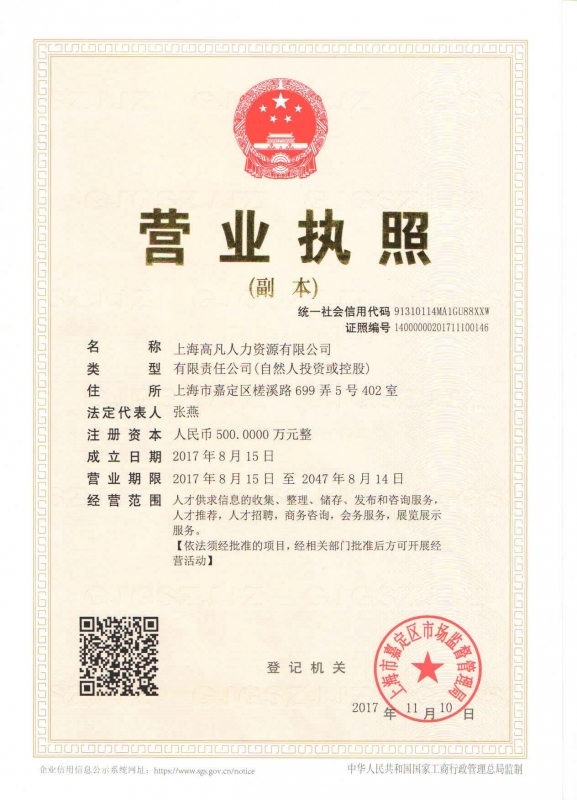 营业执照
(副 本)
统一社会信用代码 91310114MA1GU88XXW
证照编号 14000000201711100146
名 称 上海高凡人力资源有限公司
类 型 有限责任公司(自然人投资或控股)
住 所 上海市嘉定区槎溪路699弄5号402室
法定代表人 张燕
注册资本 人民币500.0000万元整
成立日期 2017年8月15日
营业期限 2017年8月15日 至 2047年8月14日
经营范围 人才供求信息的收集、整理、储存、发布和咨询服务,
人才推荐，人才招聘，商务咨询，会务服务，展览展示
服务。
【依法须经批准的项目，经相关部门批准后方可开展经
营活动】
登记机关
上海市嘉定区市场监督管理局
2017 年 11 月 10 日
企业信用信息公示系统网址：https://www.sgs.gov.cn/notice
中华人民共和国国家工商行政管理总局监制